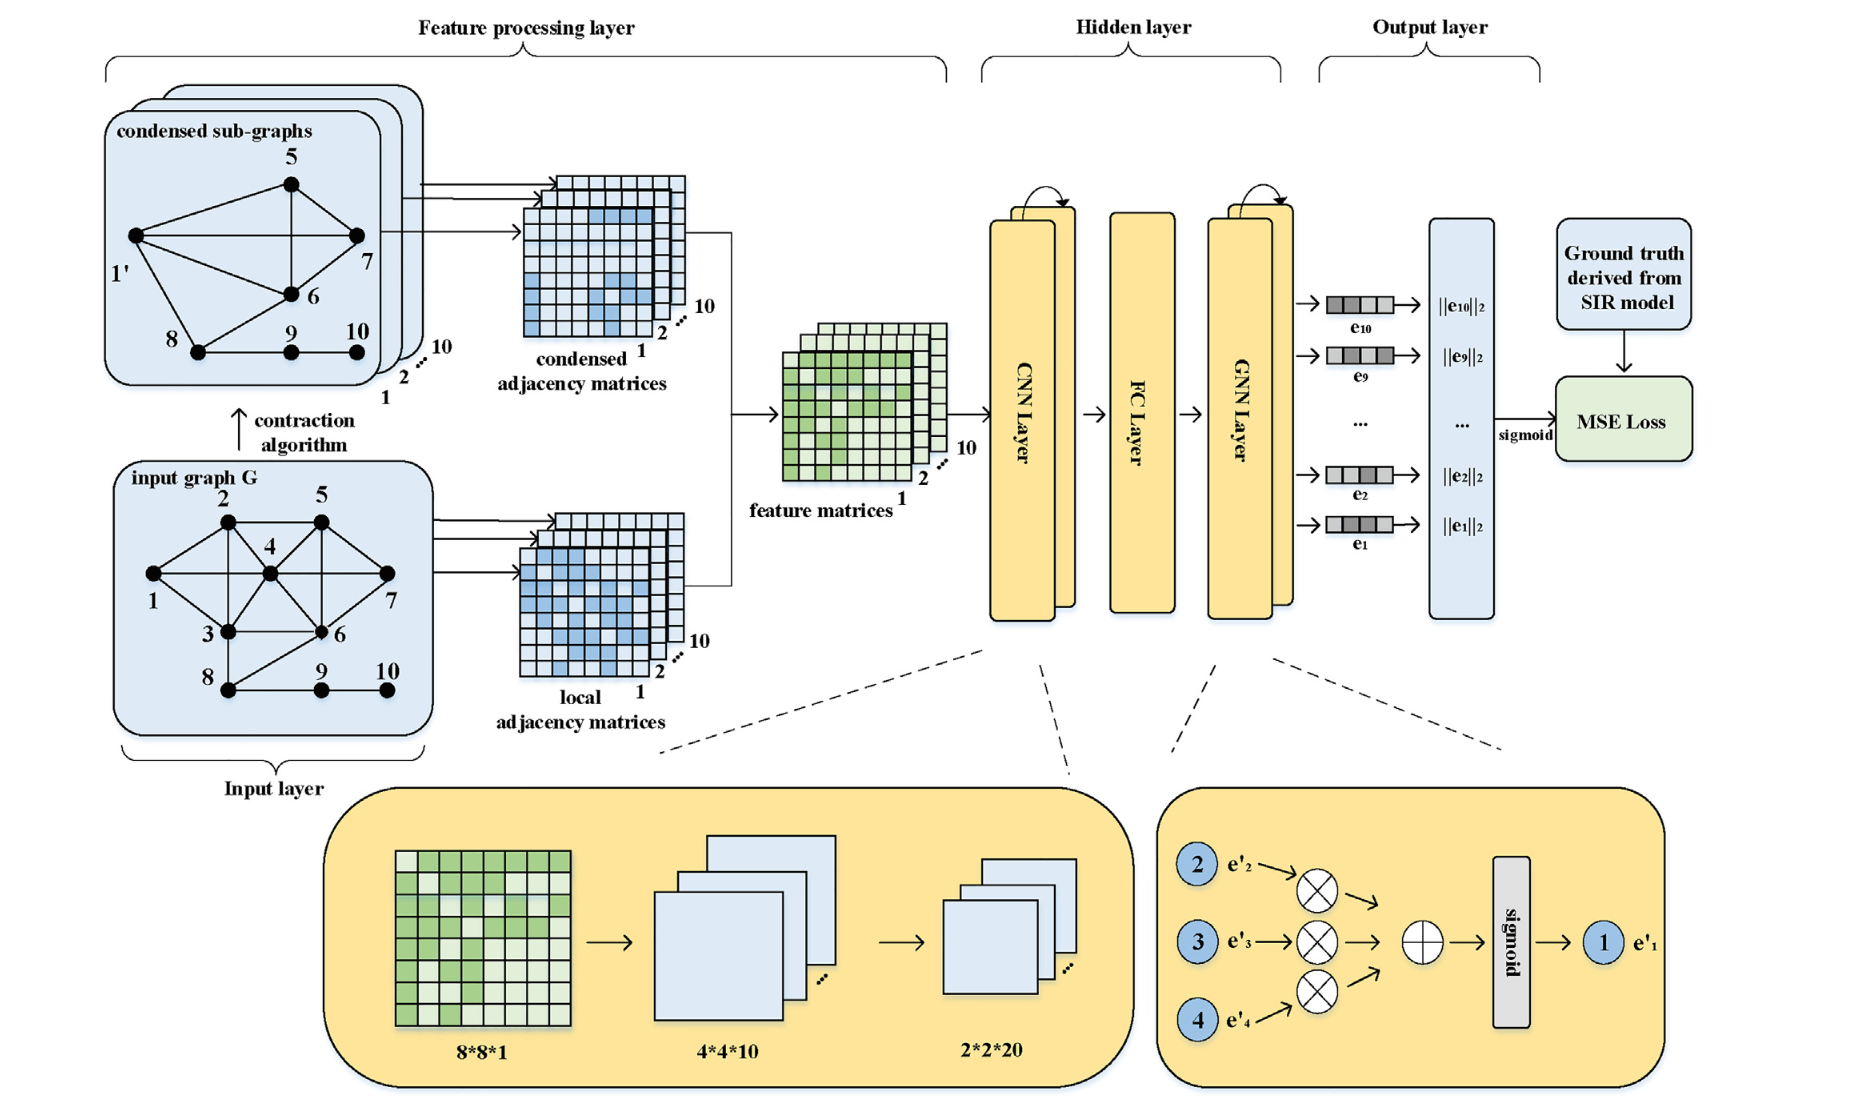 Feature processing layer
Hidden layer
Output layer
condensed sub-graphs
5
1'
7
6
8
9
10
1
2
10
1
2
10
condensed
adjacency matrices
contraction
algorithm
input graph G
2
5
4
1
7
3
6
8
9
10
1
2
10
local
adjacency matrices
Input layer
1
2
10
feature matrices
CNN Layer
FC Layer
GNN Layer
e10
e9
...
e2
e1
||e10||2
||e9||2
...
||e2||2
||e1||2
sigmoid
Ground truth
derived from
SIR model
MSE Loss
8*8*1
4*4*10
2*2*20
2 e'2
3 e'3
4 e'4
sigmoid
1 e'1